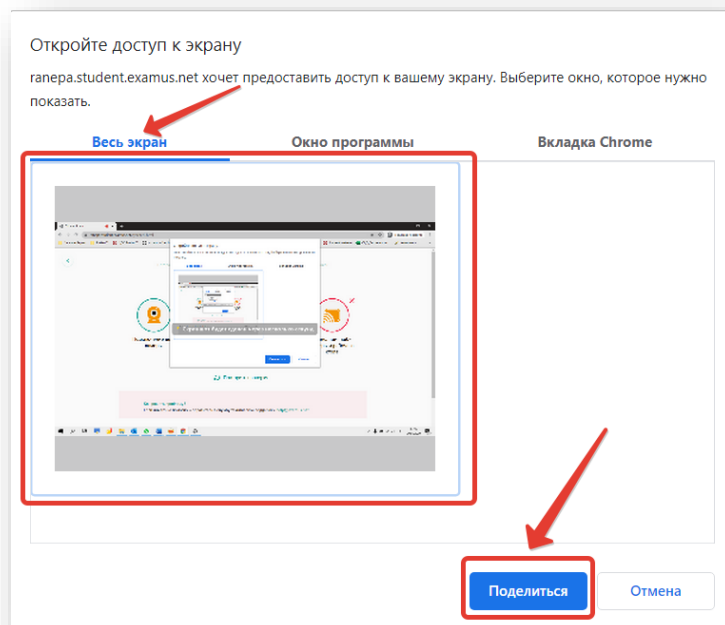 Откройте доступ к экрану
ranepa.student.examus.net хочет предоставить доступ к вашему экрану. Выберите окно, которое нужно
показать.
Весь экран Окно программы Вкладка Chrome
Поделиться Отмена